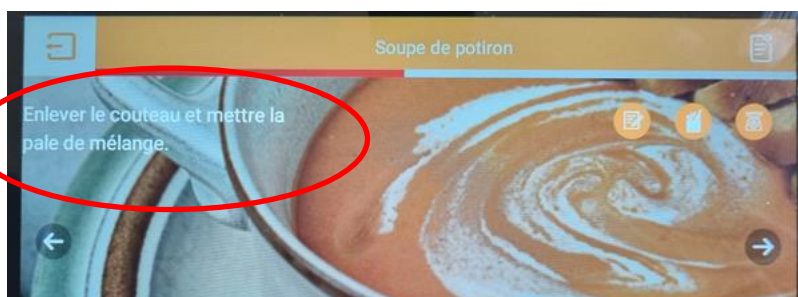 Soupe de potiron
Enlever le couteau et mettre la
pale de mélange.